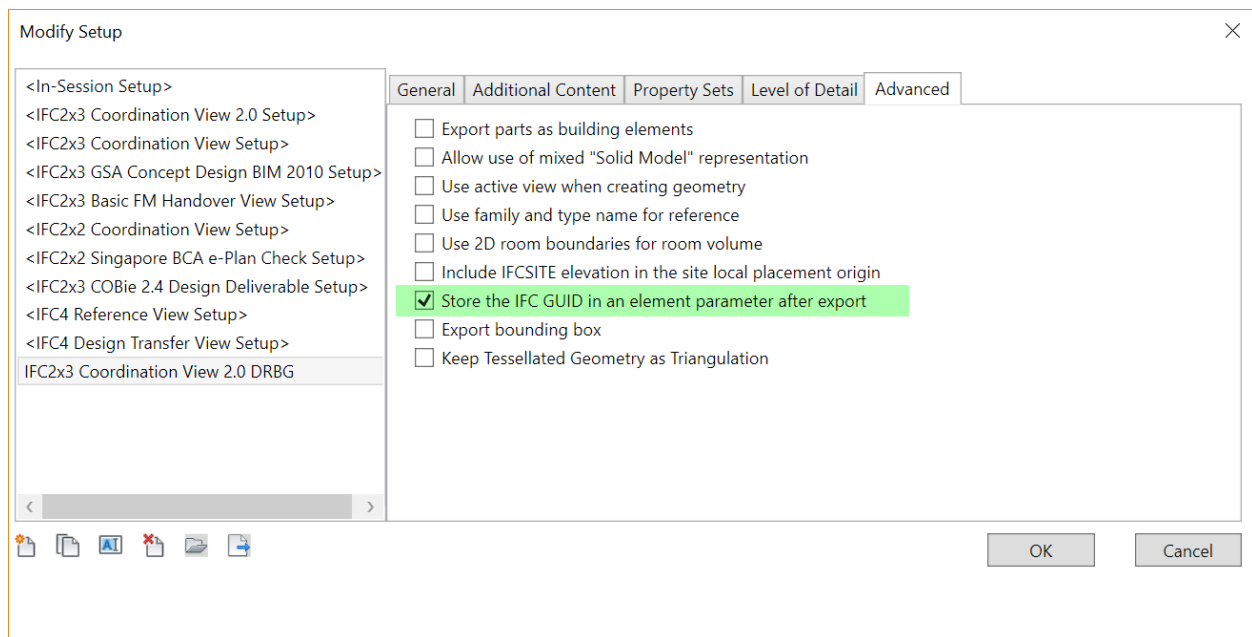 Modify Setup
<In-Session Setup>
<IFC2x3 Coordination View 2.0 Setup>
<IFC2x3 Coordination View Setup>
<IFC2x3 GSA Concept Design BIM 2010 Setup>
<IFC2x3 Basic FM Handover View Setup>
<IFC2x2 Coordination View Setup>
<IFC2x2 Singapore BCA e-Plan Check Setup>
<IFC2x3 COBie 2.4 Design Deliverable Setup>
<IFC4 Reference View Setup>
<IFC4 Design Transfer View Setup>
IFC2x3 Coordination View 2.0 DRBG
General Additional Content Property Sets Level of Detail Advanced
Export parts as building elements
Allow use of mixed "Solid Model" representation
Use active view when creating geometry
Use family and type name for reference
Use 2D room boundaries for room volume
Include IFCSITE elevation in the site local placement origin
Store the IFC GUID in an element parameter after export
Export bounding box
Keep Tessellated Geometry as Triangulation
AI
OK Cancel